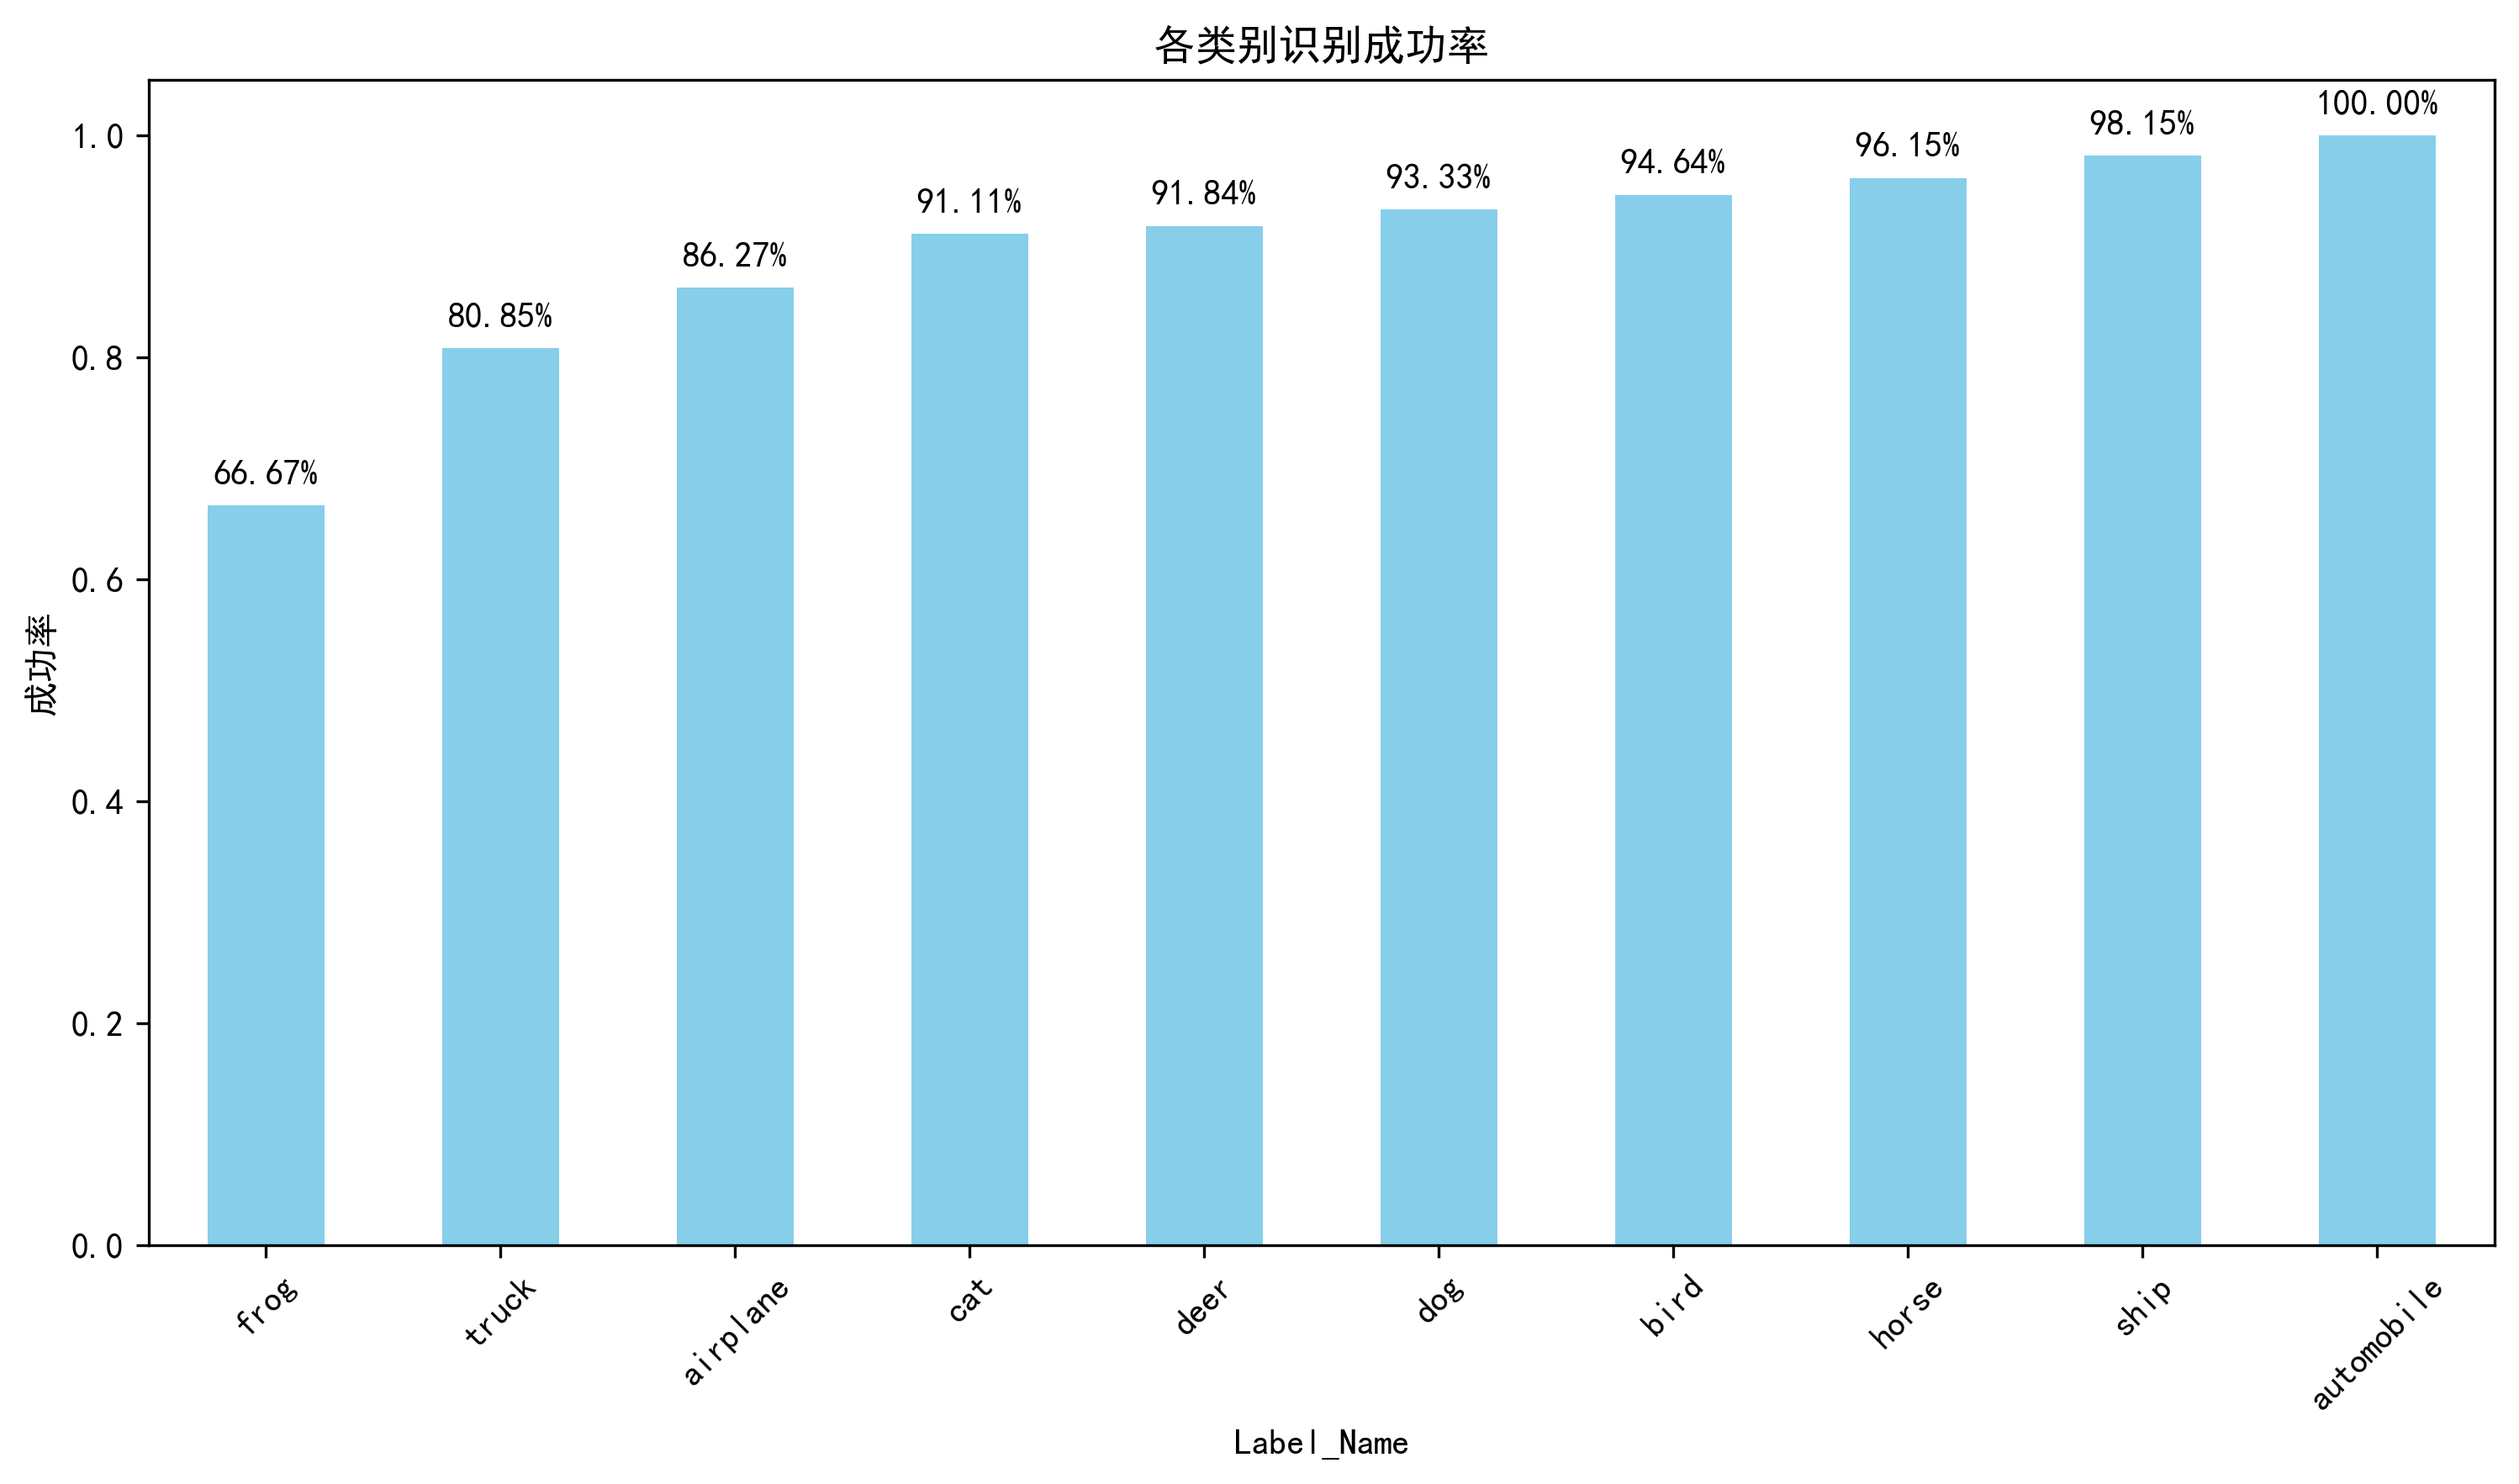 各类别识别成功率
成功率
1.0
0.8
0.6
0.4
0.2
0.0
66.67%
80.85%
86.27%
91.11%
91.84%
93.33%
94.64%
96.15%
98.15%
100.00%
frog
truck
airplane
cat
deer
dog
bird
horse
ship
automobile
Label_Name